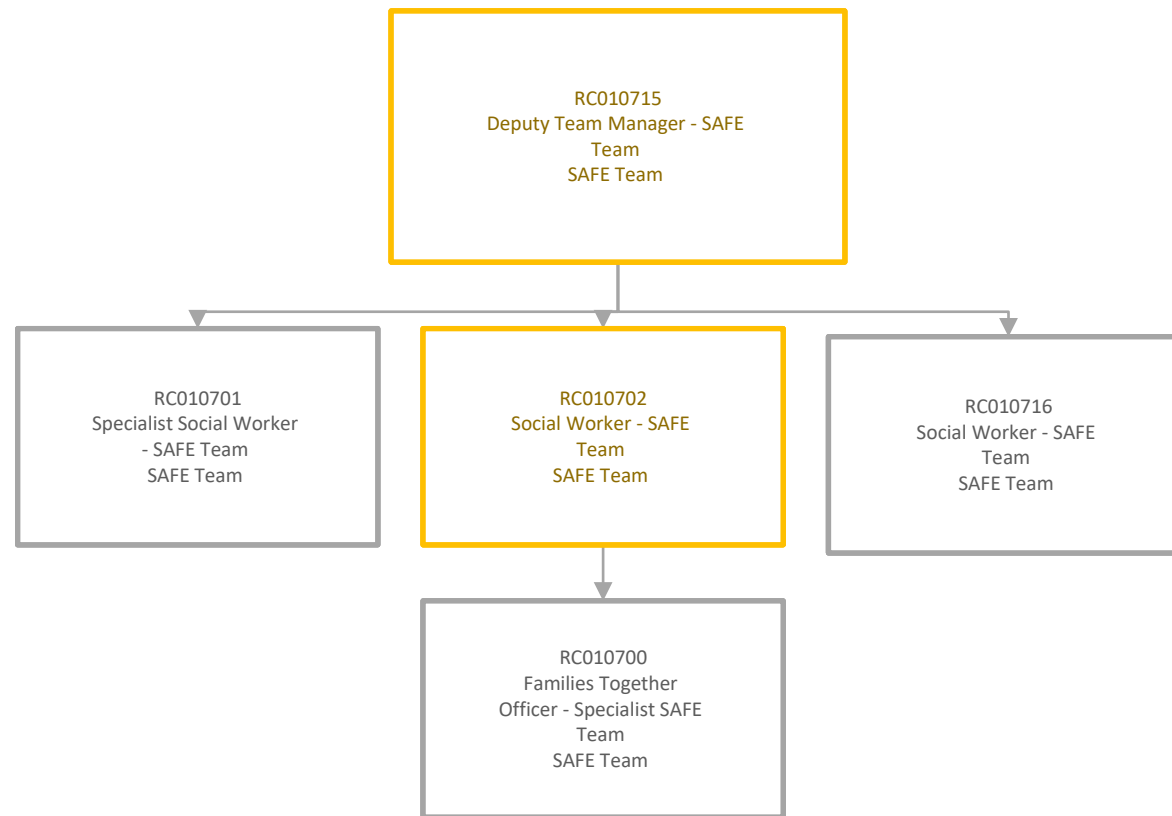 RC010715
Deputy Team Manager - SAFE
Team
SAFE Team
RC010701
Specialist Social Worker
- SAFE Team
SAFE Team
RC010702
Social Worker - SAFE
Team
SAFE Team
RC010716
Social Worker - SAFE
Team
SAFE Team
RC010700
Families Together
Officer - Specialist SAFE
Team
SAFE Team